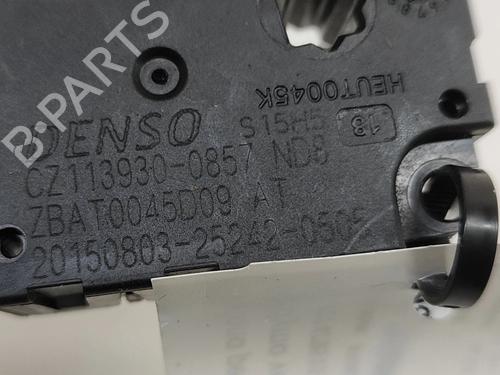 HEUT0045K
DENSO S15H5 18
CZ113930-0857 ND8
ZBAT0045D09 AT
20150803-25242-0505
B-PARTS